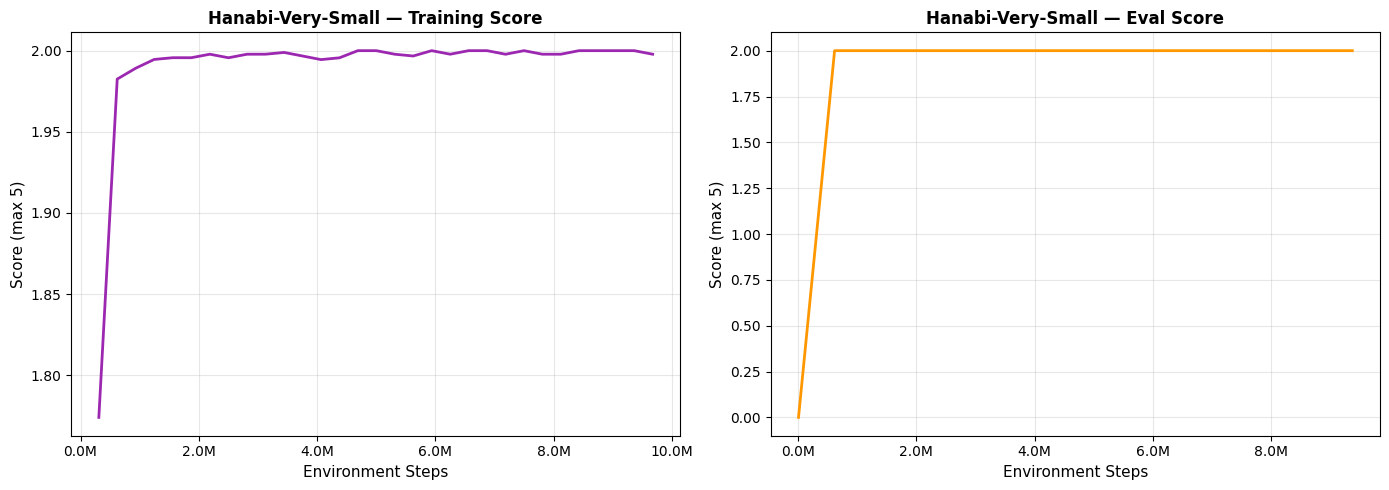 Hanabi-Very-Small — Training Score
Score (max 5)
2.00
1.95
1.90
1.85
1.80
0.0M 2.0M 4.0M 6.0M 8.0M 10.0M
Environment Steps
Hanabi-Very-Small — Eval Score
Score (max 5)
2.00
1.75
1.50
1.25
1.00
0.75
0.50
0.25
0.00
0.0M 2.0M 4.0M 6.0M 8.0M
Environment Steps